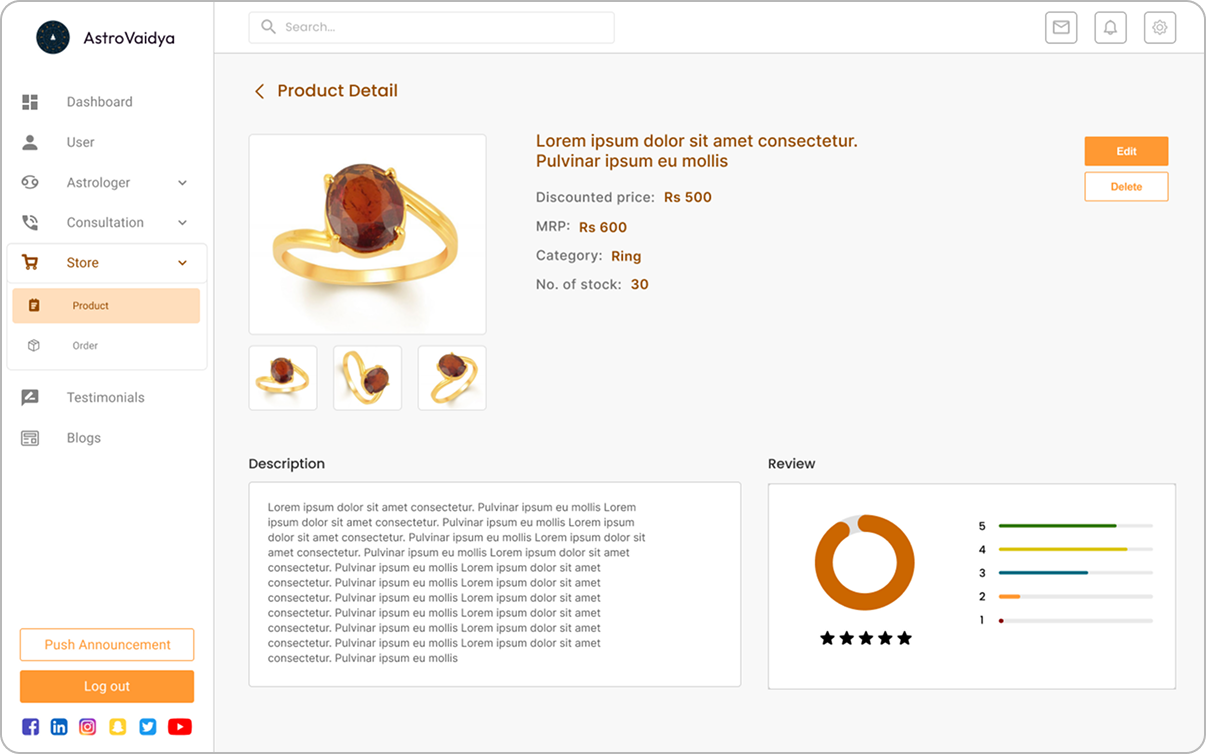 AstroVaidya
Search...
Dashboard
User
Astrologer
Consultation
Store
Product
Order
Testimonials
Blogs
Push Announcement
Log out
Product Detail
Lorem ipsum dolor sit amet consectetur.
Pulvinar ipsum eu mollis
Discounted price: Rs 500
MRP: Rs 600
Category: Ring
No. of stock: 30
Edit
Delete
Description
Lorem ipsum dolor sit amet consectetur. Pulvinar ipsum eu mollis Lorem
ipsum dolor sit amet consectetur. Pulvinar ipsum eu mollis Lorem ipsum
dolor sit amet consectetur. Pulvinar ipsum eu mollis Lorem ipsum dolor sit
amet consectetur. Pulvinar ipsum eu mollis Lorem ipsum dolor sit amet
consectetur. Pulvinar ipsum eu mollis Lorem ipsum dolor sit amet
consectetur. Pulvinar ipsum eu mollis Lorem ipsum dolor sit amet
consectetur. Pulvinar ipsum eu mollis Lorem ipsum dolor sit amet
consectetur. Pulvinar ipsum eu mollis Lorem ipsum dolor sit amet
consectetur. Pulvinar ipsum eu mollis Lorem ipsum dolor sit amet
consectetur. Pulvinar ipsum eu mollis Lorem ipsum dolor sit amet
consectetur. Pulvinar ipsum eu mollis
Review
5
4
3
2
1